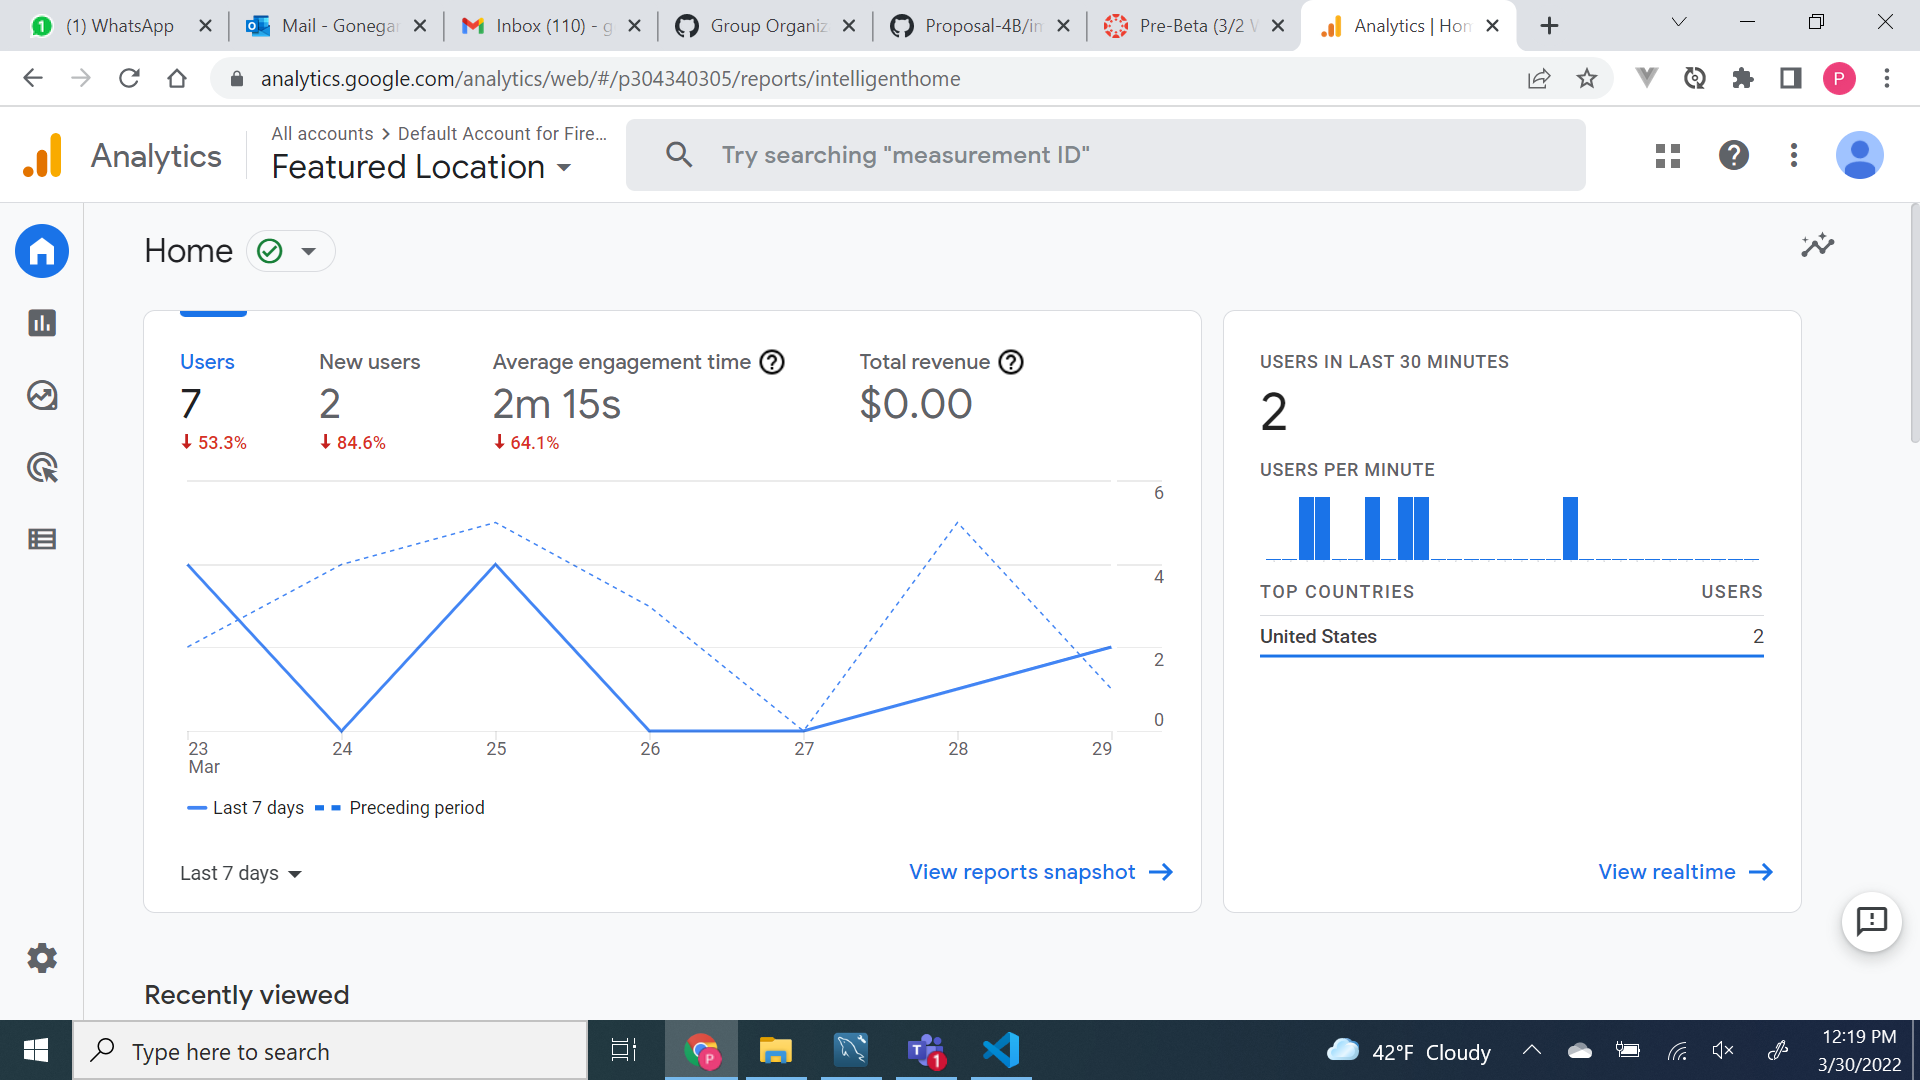 (1) WhatsApp
Mail - Gonegar
Inbox (110) - g
Group Organiz
Proposal-4B/im
Pre-Beta (3/2 W
Analytics | Hom
analytics.google.com/analytics/web/#/p304340305/reports/intelligenthome
P
Analytics
All accounts > Default Account for Fire...
Featured Location
Try searching "measurement ID"
Home
Users
7
53.3%
New users
2
84.6%
Average engagement time
2m 15s
64.1%
Total revenue
$0.00
6
4
2
0
23
Mar
24
25
26
27
28
29
Last 7 days
Preceding period
Last 7 days
View reports snapshot
USERS IN LAST 30 MINUTES
2
USERS PER MINUTE
TOP COUNTRIES
USERS
United States
2
View realtime
Recently viewed
Type here to search
42°F Cloudy
12:19 PM
3/30/2022